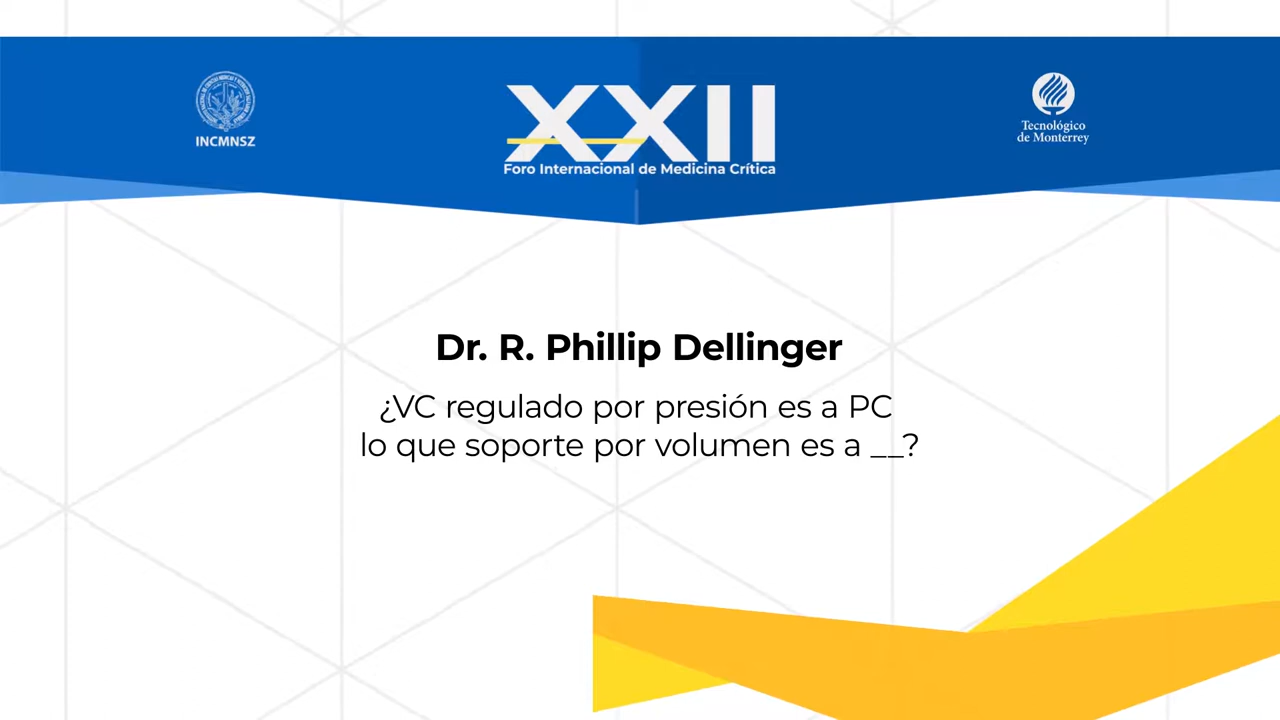 INCMNSZ
XXII
Foro Internacional de Medicina Crítica
Tecnológico
de Monterrey
Dr. R. Phillip Dellinger
¿VC regulado por presión es a PC
lo que soporte por volumen es a __?